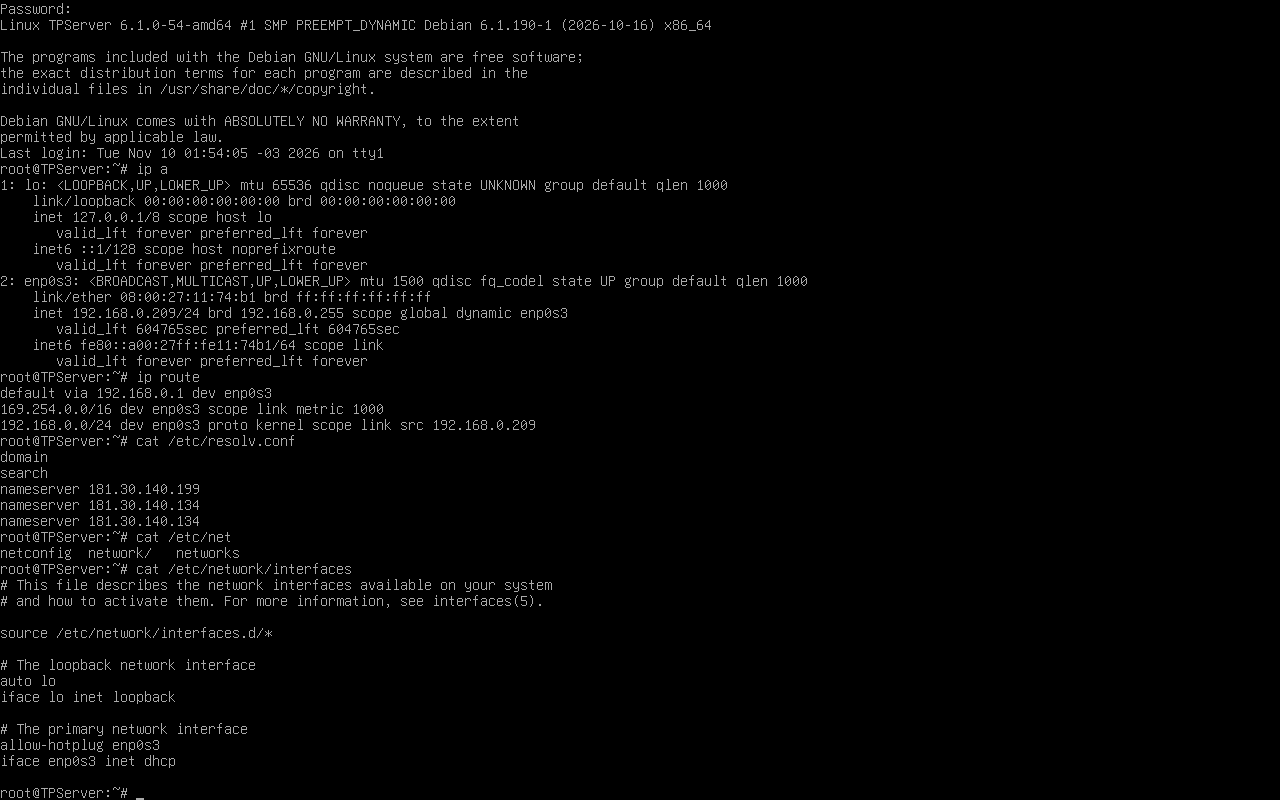 Password:
Linux TPServer 6.1.0-54-amd64 #1 SMP PREEMPT_DYNAMIC Debian 6.1.190-1 (2026-10-16) x86_64

The programs included with the Debian GNU/Linux system are free software;
the exact distribution terms for each program are described in the
individual files in /usr/share/doc/*/copyright.

Debian GNU/Linux comes with ABSOLUTELY NO WARRANTY, to the extent
permitted by applicable law.
Last login: Tue Nov 10 01:54:05 -03 2026 on tty1
root@TPServer:~# ip a
1: lo: <LOOPBACK,UP,LOWER_UP> mtu 65536 qdisc noqueue state UNKNOWN group default qlen 1000
    link/loopback 00:00:00:00:00:00 brd 00:00:00:00:00:00
    inet 127.0.0.1/8 scope host lo
       valid_lft forever preferred_lft forever
    inet6 ::1/128 scope host noprefixroute
       valid_lft forever preferred_lft forever
2: enp0s3: <BROADCAST,MULTICAST,UP,LOWER_UP> mtu 1500 qdisc fq_codel state UP group default qlen 1000
    link/ether 08:00:27:11:74:b1 brd ff:ff:ff:ff:ff:ff
    inet 192.168.0.209/24 brd 192.168.0.255 scope global dynamic enp0s3
       valid_lft 604765sec preferred_lft 604765sec
    inet6 fe80::a00:27ff:fe11:74b1/64 scope link
       valid_lft forever preferred_lft forever
root@TPServer:~# ip route
default via 192.168.0.1 dev enp0s3
169.254.0.0/16 dev enp0s3 scope link metric 1000
192.168.0.0/24 dev enp0s3 proto kernel scope link src 192.168.0.209
root@TPServer:~# cat /etc/resolv.conf
domain
search
nameserver 181.30.140.199
nameserver 181.30.140.134
nameserver 181.30.140.134
root@TPServer:~# cat /etc/net
netconfig  network/   networks
root@TPServer:~# cat /etc/network/interfaces
# This file describes the network interfaces available on your system
# and how to activate them. For more information, see interfaces(5).

source /etc/network/interfaces.d/*

# The loopback network interface
auto lo
iface lo inet loopback

# The primary network interface
allow-hotplug enp0s3
iface enp0s3 inet dhcp

root@TPServer:~# _